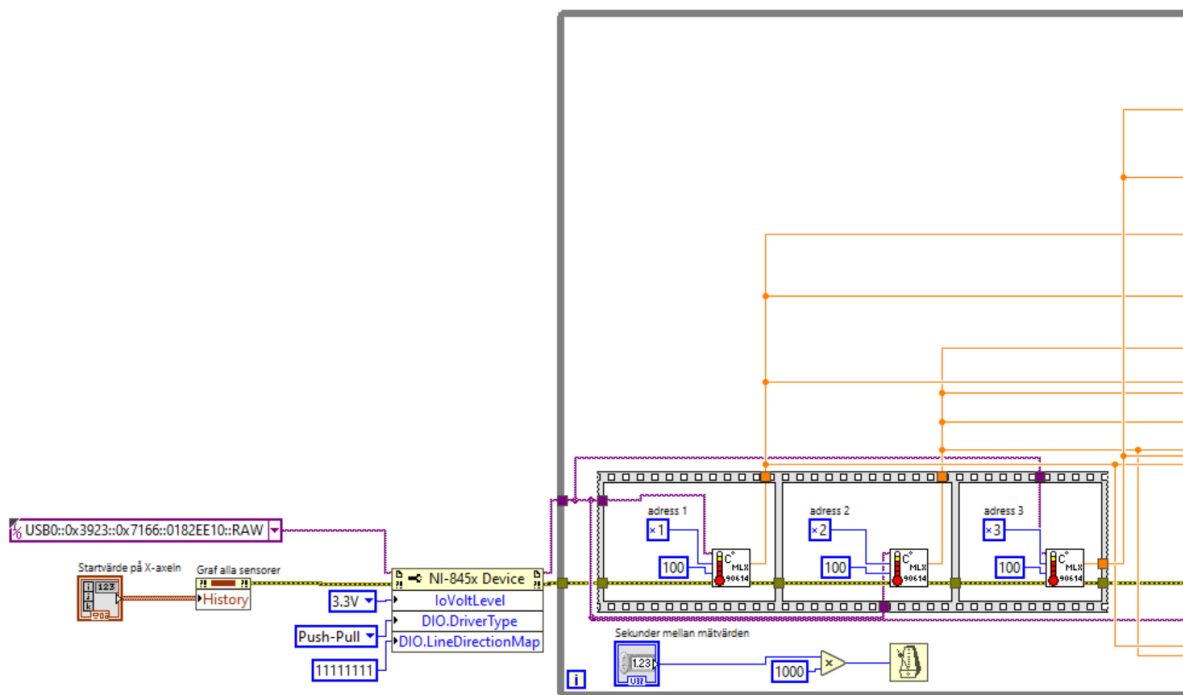 USB0::0x3923::0x7166::0182EE10::RAW
Startvärde på X-axeln
Graf alla sensorer
History
NI-845x Device
3.3V
IoVoltLevel
Push-Pull
DIO.DriverType
11111111
DIO.LineDirectionMap
adress 1
x1
100
C°
MLX
90614
adress 2
x2
100
C°
MLX
90614
adress 3
x3
100
C°
MLX
90614
Sekunder mellan mätvärden
1.23
1000
x
i
123
i
j
k